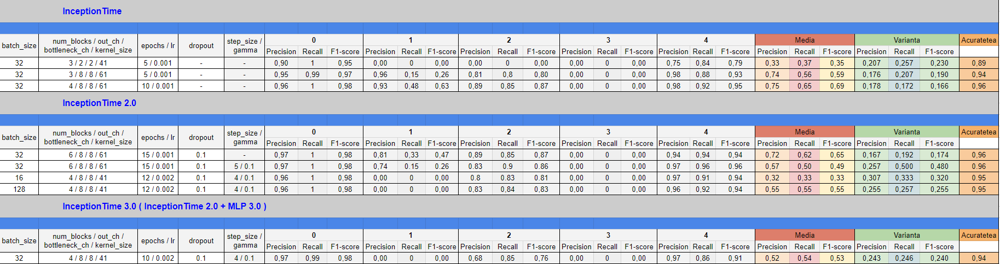 InceptionTime
batch_size num_blocks / out_ch / bottleneck_ch / kernel_size epochs / lr dropout step_size / gamma 0 1 2 3 4 Media Varianta Acuratetea
Precision Recall F1-score Precision Recall F1-score Precision Recall F1-score Precision Recall F1-score Precision Recall F1-score Precision Recall F1-score Precision Recall F1-score
32 3 / 2 / 2 / 41 5 / 0.001 - - 0,90 1 0,95 0,00 0 0,00 0,00 0 0,00 0,00 0 0,00 0,75 0,84 0,79 0,33 0,37 0,35 0,207 0,257 0,230 0,89
32 3 / 8 / 8 / 61 5 / 0.001 - - 0,95 0,99 0,97 0,96 0,15 0,26 0,81 0,8 0,80 0,00 0 0,00 0,98 0,88 0,93 0,74 0,56 0,59 0,176 0,207 0,190 0,94
32 4 / 8 / 8 / 61 10 / 0.001 - - 0,96 1 0,98 0,93 0,48 0,63 0,89 0,85 0,87 0,00 0 0,00 0,98 0,92 0,95 0,75 0,65 0,69 0,178 0,172 0,166 0,96
InceptionTime 2.0
batch_size num_blocks / out_ch / bottleneck_ch / kernel_size epochs / lr dropout step_size / gamma 0 1 2 3 4 Media Varianta Acuratetea
Precision Recall F1-score Precision Recall F1-score Precision Recall F1-score Precision Recall F1-score Precision Recall F1-score Precision Recall F1-score Precision Recall F1-score
32 6 / 8 / 8 / 61 15 / 0.001 0.1 - 0,97 1 0,98 0,81 0,33 0,47 0,89 0,85 0,87 0,00 0 0,00 0,94 0,94 0,94 0,72 0,62 0,65 0,167 0,192 0,174 0,96
32 6 / 8 / 8 / 61 15 / 0.001 0.1 5 / 0.1 0,97 1 0,98 0,74 0.15 0,26 0.83 0.9 0,86 0,00 0 0,00 0,97 0,96 0,96 0,57 0,50 0,49 0,257 0,500 0,480 0,96
16 4 / 8 / 8 / 41 12 / 0.002 0.1 4 / 0.1 0,96 1 0,98 0,00 0 0,00 0.8 0,83 0,81 0,00 0 0,00 0,97 0,91 0,94 0,32 0,33 0,33 0,307 0,333 0,320 0,95
128 4 / 8 / 8 / 41 12 / 0.002 0.1 4 / 0.1 0,96 1 0,98 0,00 0 0,00 0,83 0,84 0,83 0,00 0 0,00 0,96 0,92 0,94 0,55 0,55 0,55 0,255 0,257 0,255 0,95
InceptionTime 3.0 ( InceptionTime 2.0 + MLP 3.0 )
batch_size num_blocks / out_ch / bottleneck_ch / kernel_size epochs / lr dropout step_size / gamma 0 1 2 3 4 Media Varianta Acuratetea
Precision Recall F1-score Precision Recall F1-score Precision Recall F1-score Precision Recall F1-score Precision Recall F1-score Precision Recall F1-score Precision Recall F1-score
32 4 / 8 / 8 / 41 10 / 0.002 0.1 4 / 0.1 0,97 0,99 0,98 0,00 0 0,00 0,68 0,85 0,76 0,00 0 0,00 0,97 0,86 0,91 0,52 0,54 0,53 0,243 0,246 0,240 0,94